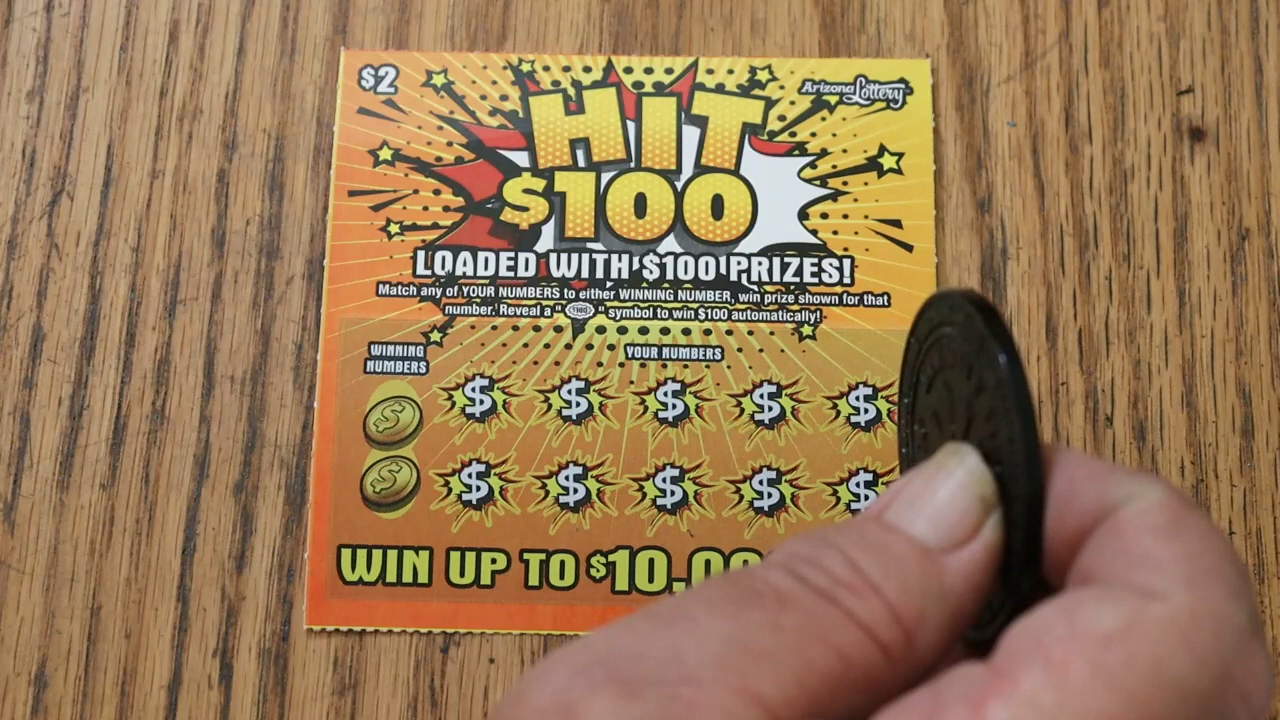 $2
Arizona Lottery
HIT
$100
LOADED WITH $100 PRIZES!
Match any of YOUR NUMBERS to either WINNING NUMBER, win prize shown for that
number. Reveal a " $100 " symbol to win $100 automatically!
WINNING
NUMBERS
YOUR NUMBERS
$ $ $ $ $ $
$ $ $ $ $ $
WIN UP TO $10,00